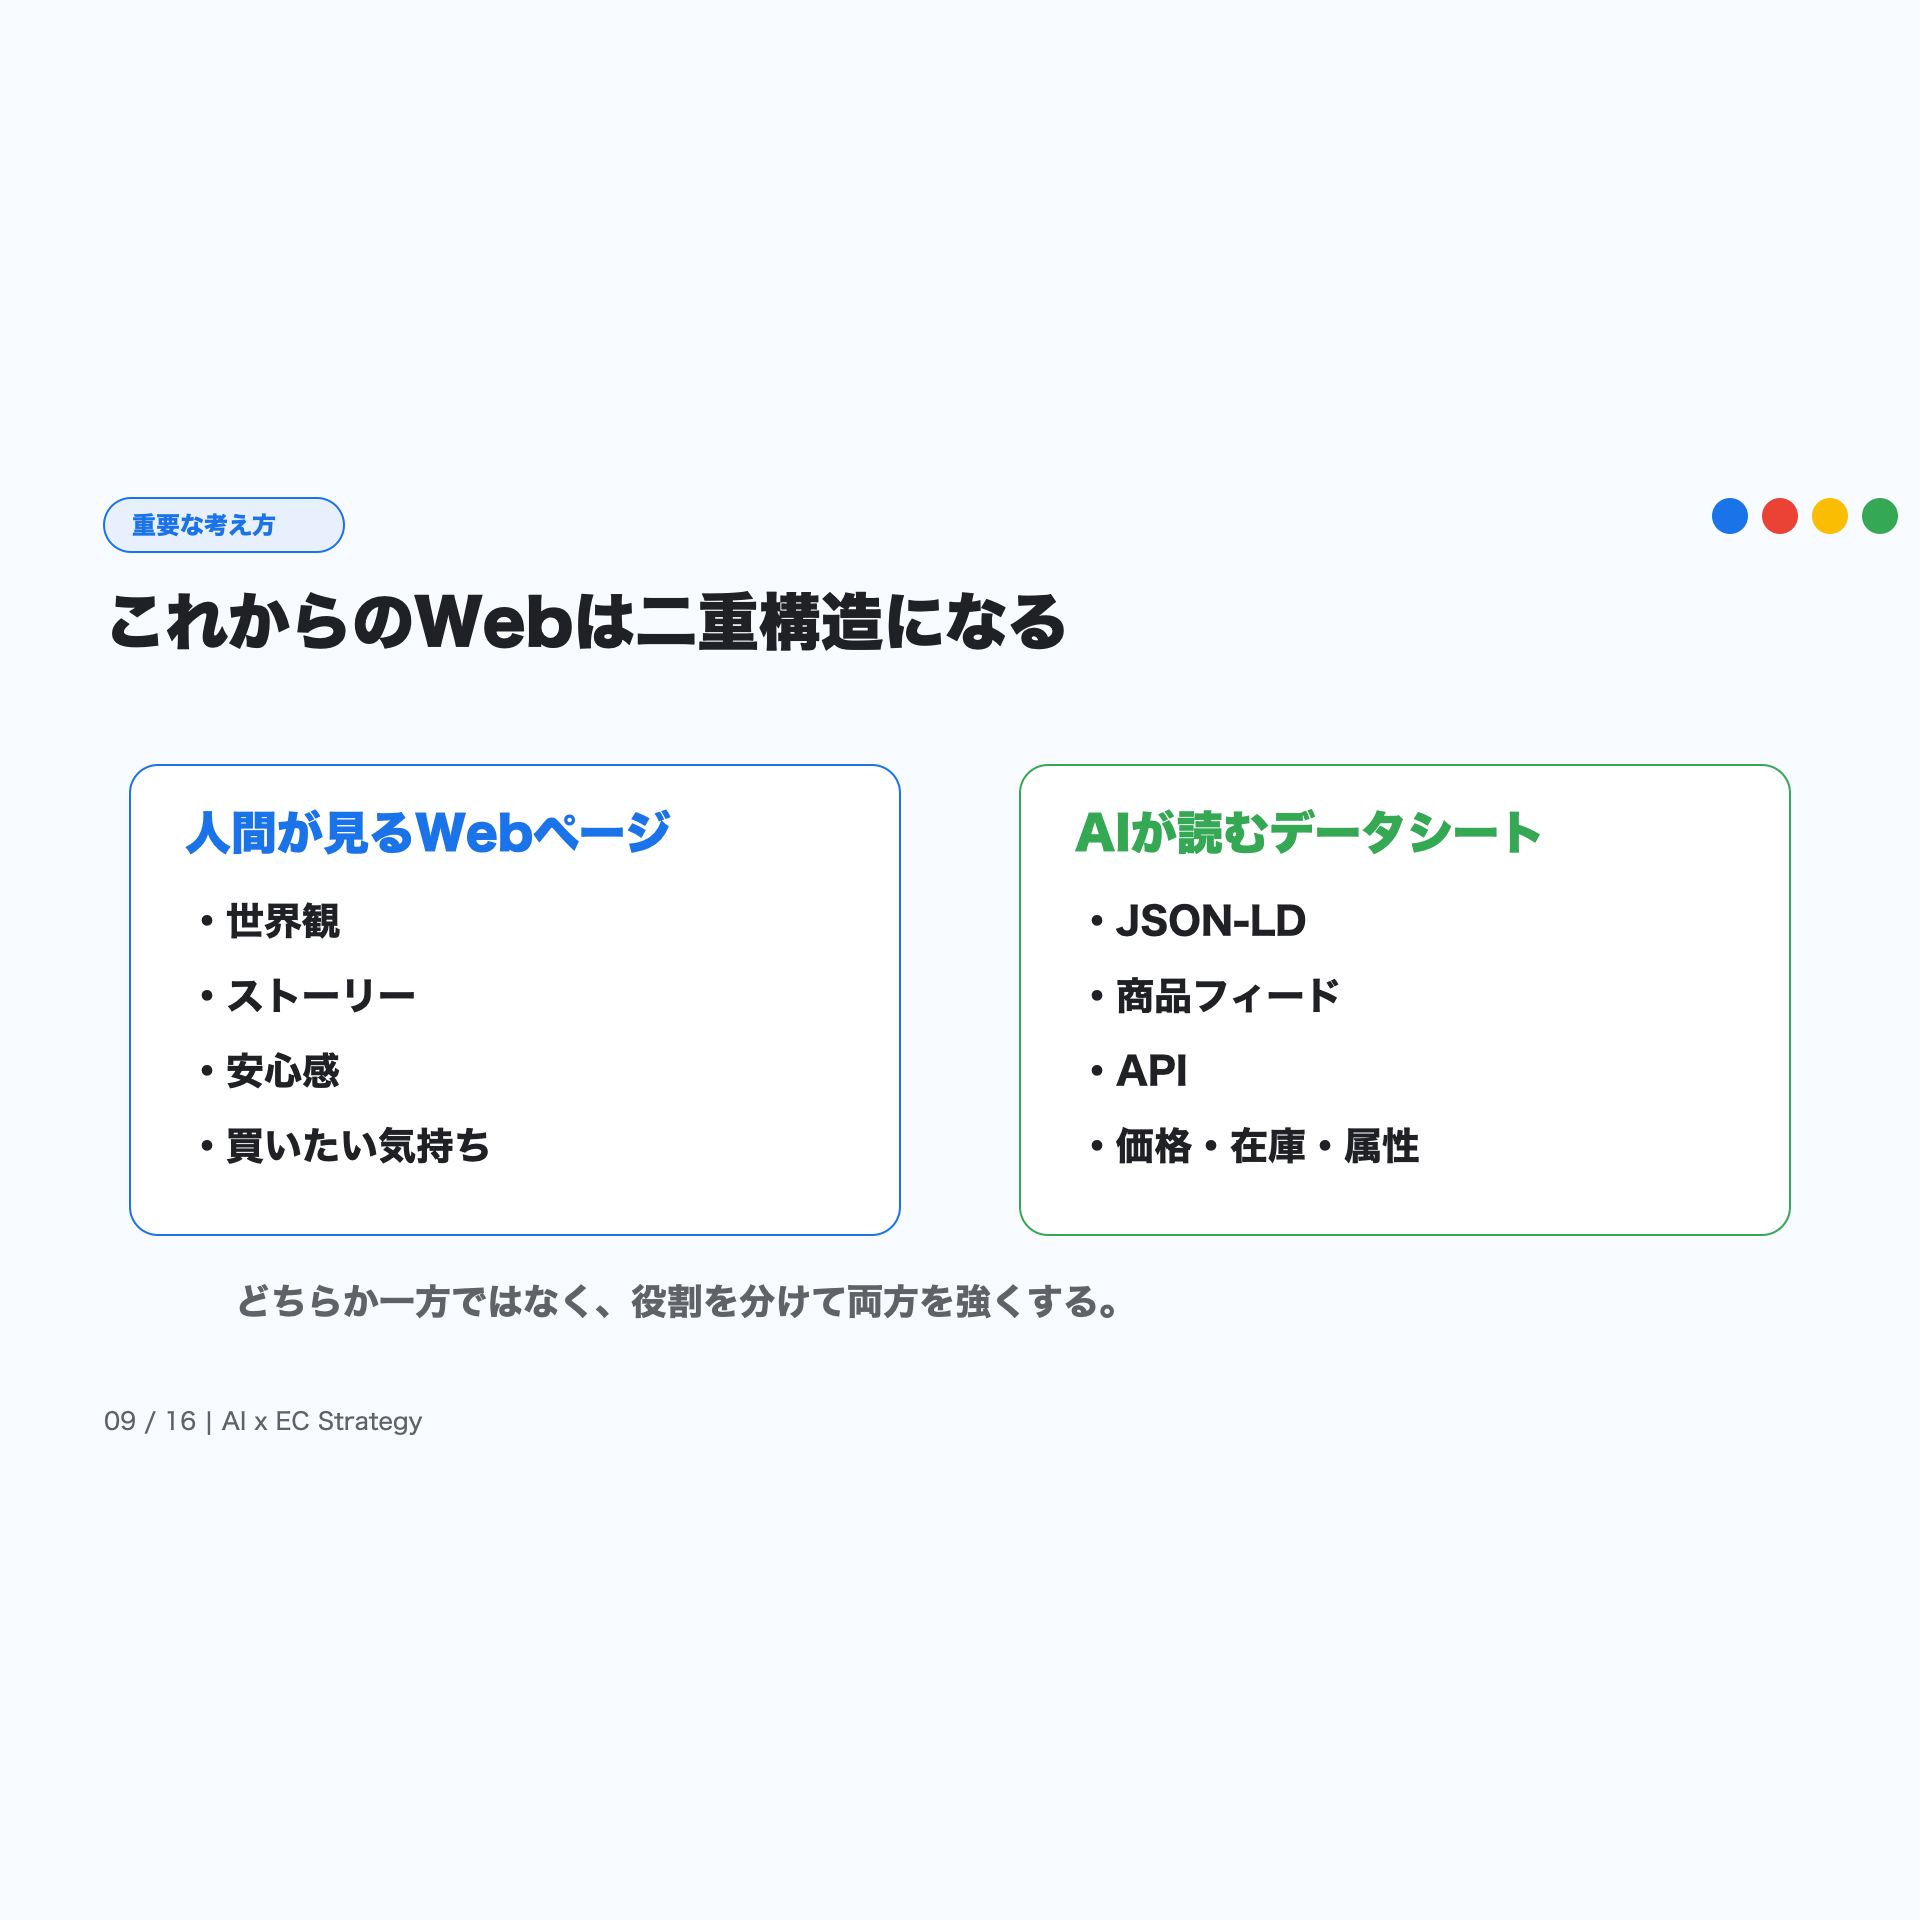 重要な考え方
これからのWebは二重構造になる
人間が見るWebページ
・世界観
・ストーリー
・安心感
・買いたい気持ち
AIが読むデータシート
・JSON-LD
・商品フィード
・API
・価格・在庫・属性
どちらか一方ではなく、役割を分けて両方を強くする。
09 / 16 | AI x EC Strategy